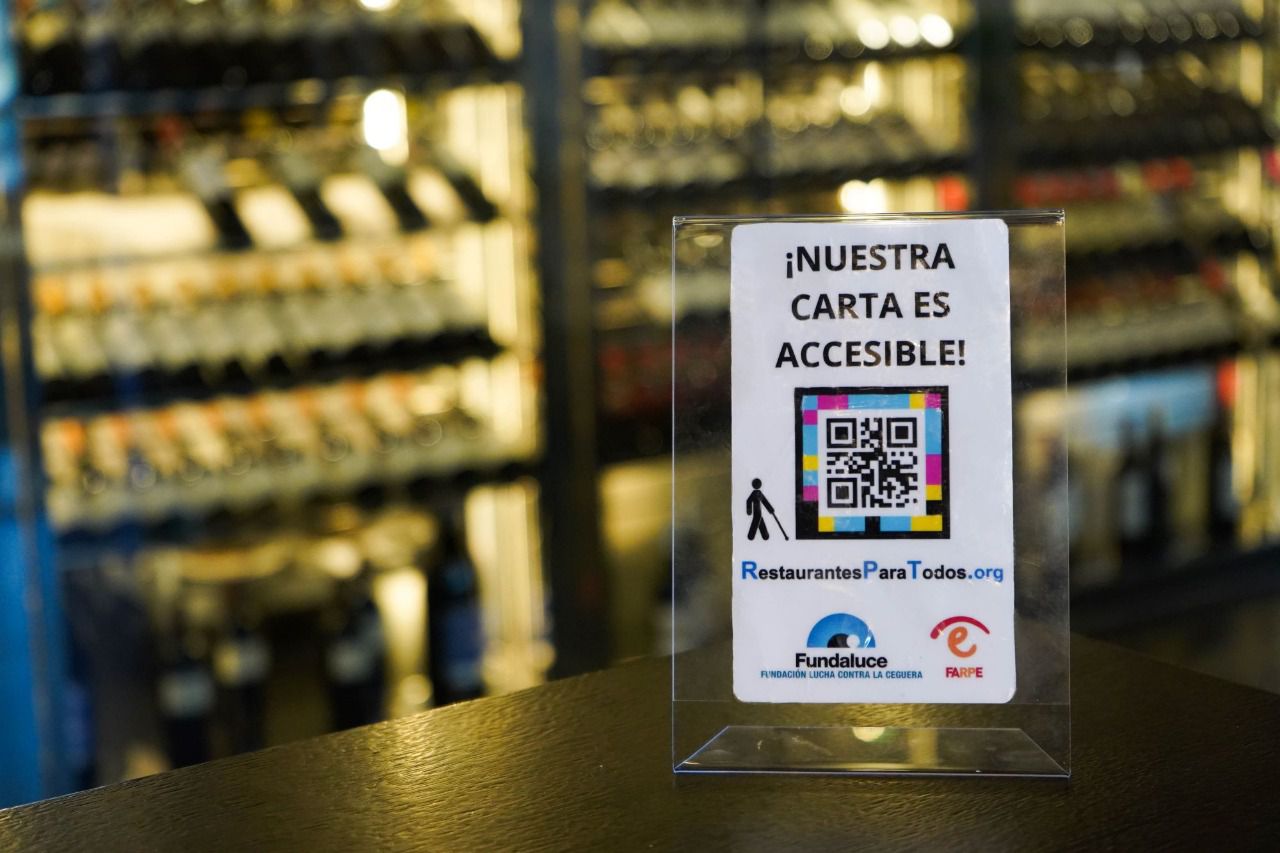 ¡NUESTRA
CARTA ES
ACCESIBLE!
RestaurantesParaTodos.org
Fundaluce
FUNDACIÓN LUCHA CONTRA LA CEGUERA
e
FARPE